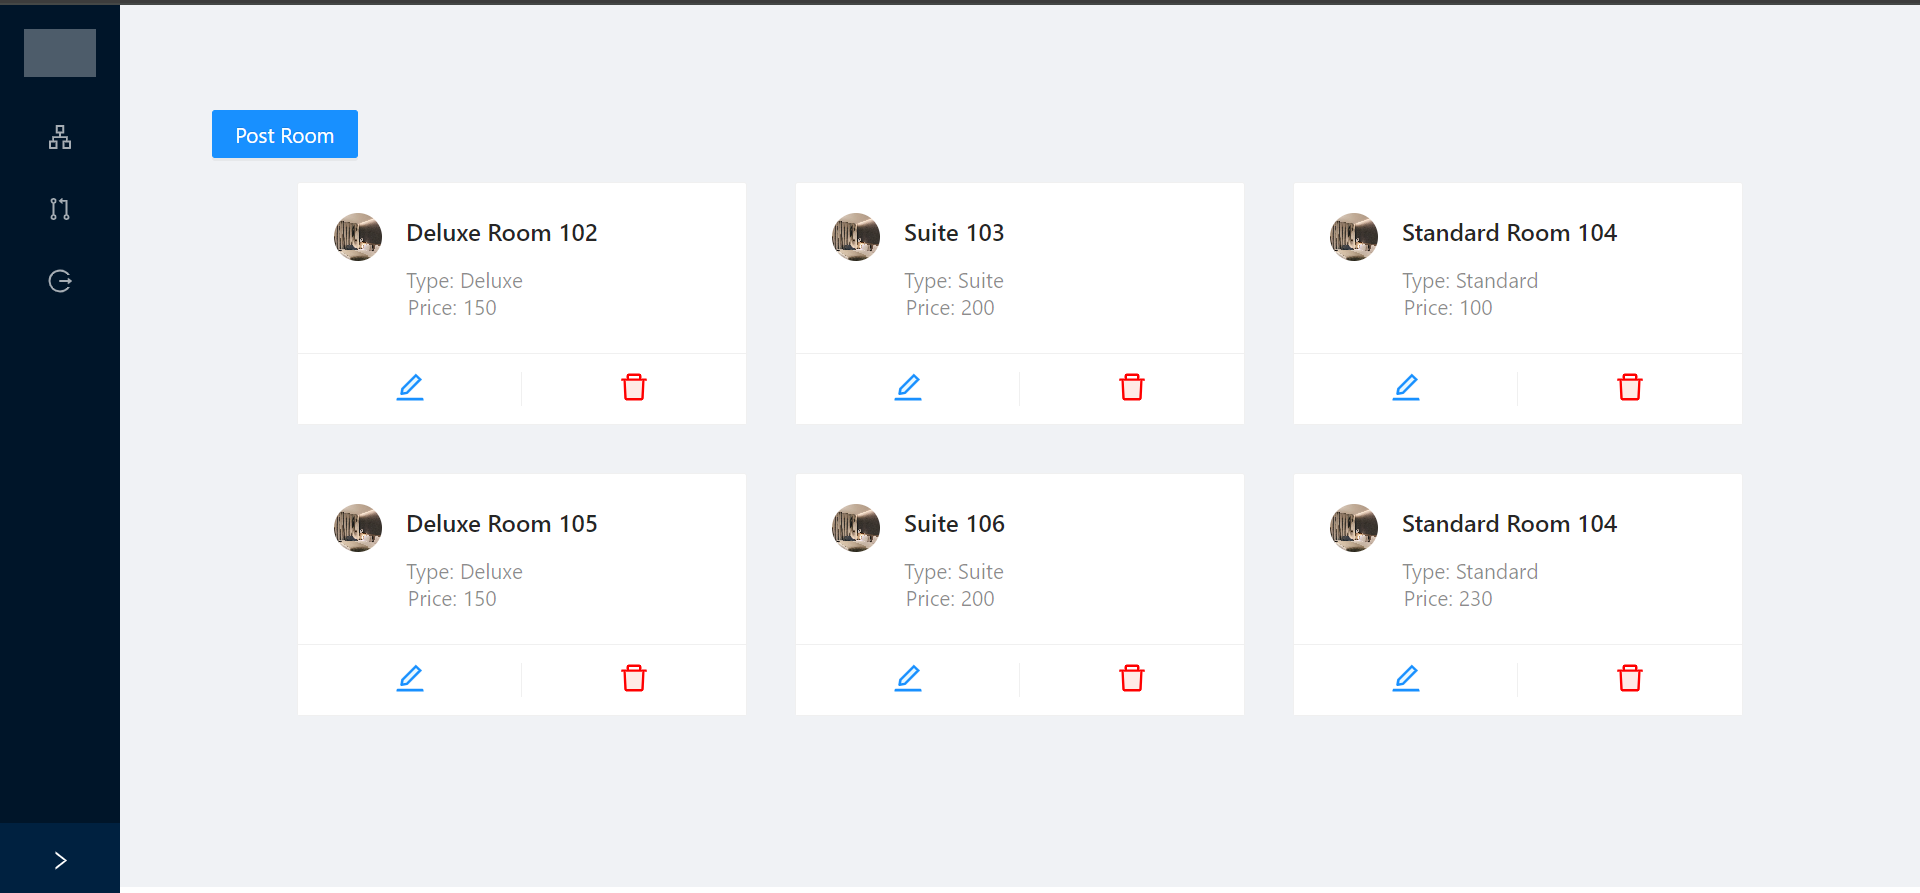 Post Room
Deluxe Room 102
Type: Deluxe
Price: 150
Suite 103
Type: Suite
Price: 200
Standard Room 104
Type: Standard
Price: 100
Deluxe Room 105
Type: Deluxe
Price: 150
Suite 106
Type: Suite
Price: 200
Standard Room 104
Type: Standard
Price: 230